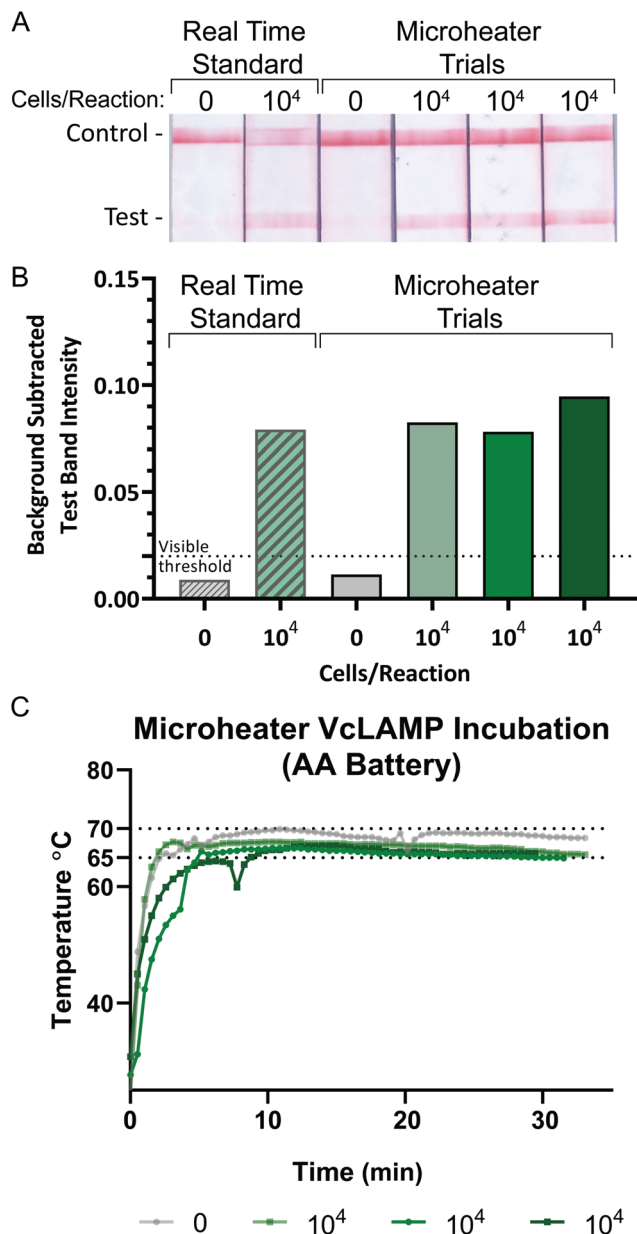 A
Real Time
Standard
Microheater
Trials
Cells/Reaction: 0 10⁴ 0 10⁴ 10⁴ 10⁴
Control -
Test -
B
Real Time
Standard
Microheater
Trials
Background Subtracted
Test Band Intensity
0.15
0.10
0.05
0.00
Visible
threshold
0 10⁴ 0 10⁴ 10⁴ 10⁴
Cells/Reaction
C
Microheater VcLAMP Incubation
(AA Battery)
Temperature °C
80
70
65
60
40
0 10 20 30
Time (min)
0 10⁴ 10⁴ 10⁴